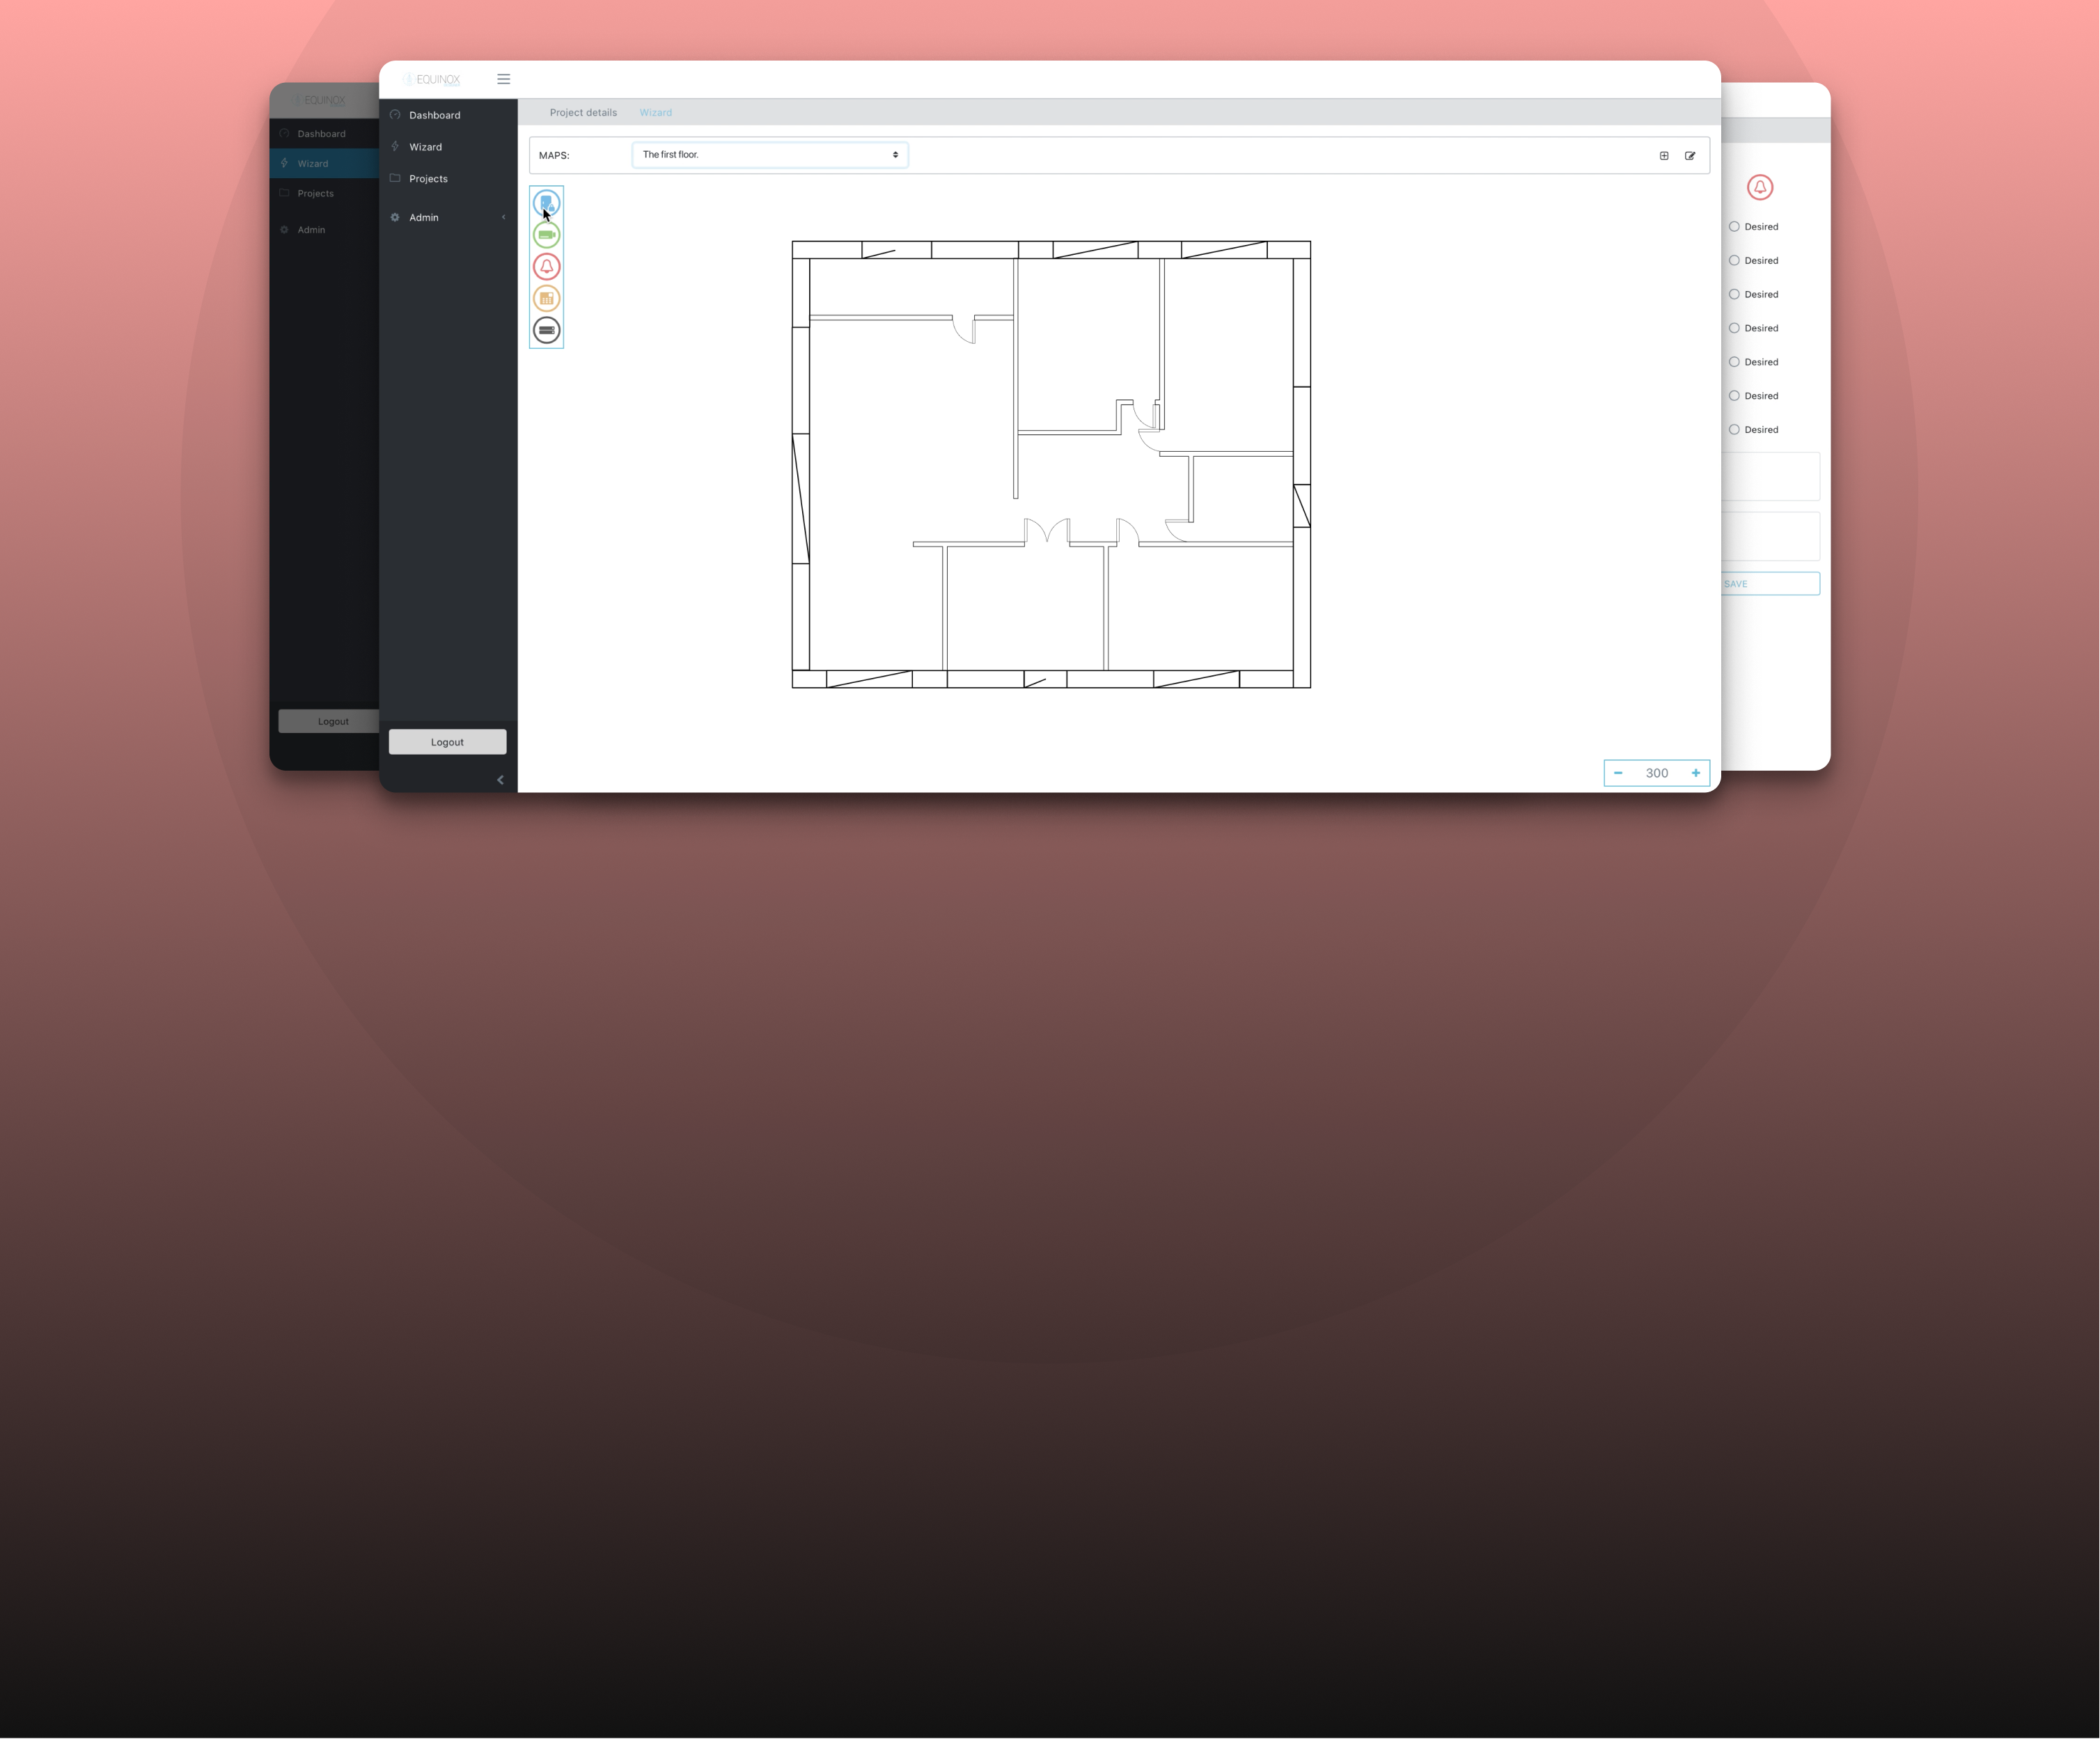 EQUINOX
Dashboard
Wizard
Projects
Admin
Logout
EQUINOX
Project details
Wizard
Dashboard
Wizard
Projects
Admin
Logout
MAPS:
The first floor.
300
Desired
Desired
Desired
Desired
Desired
Desired
Desired
SAVE